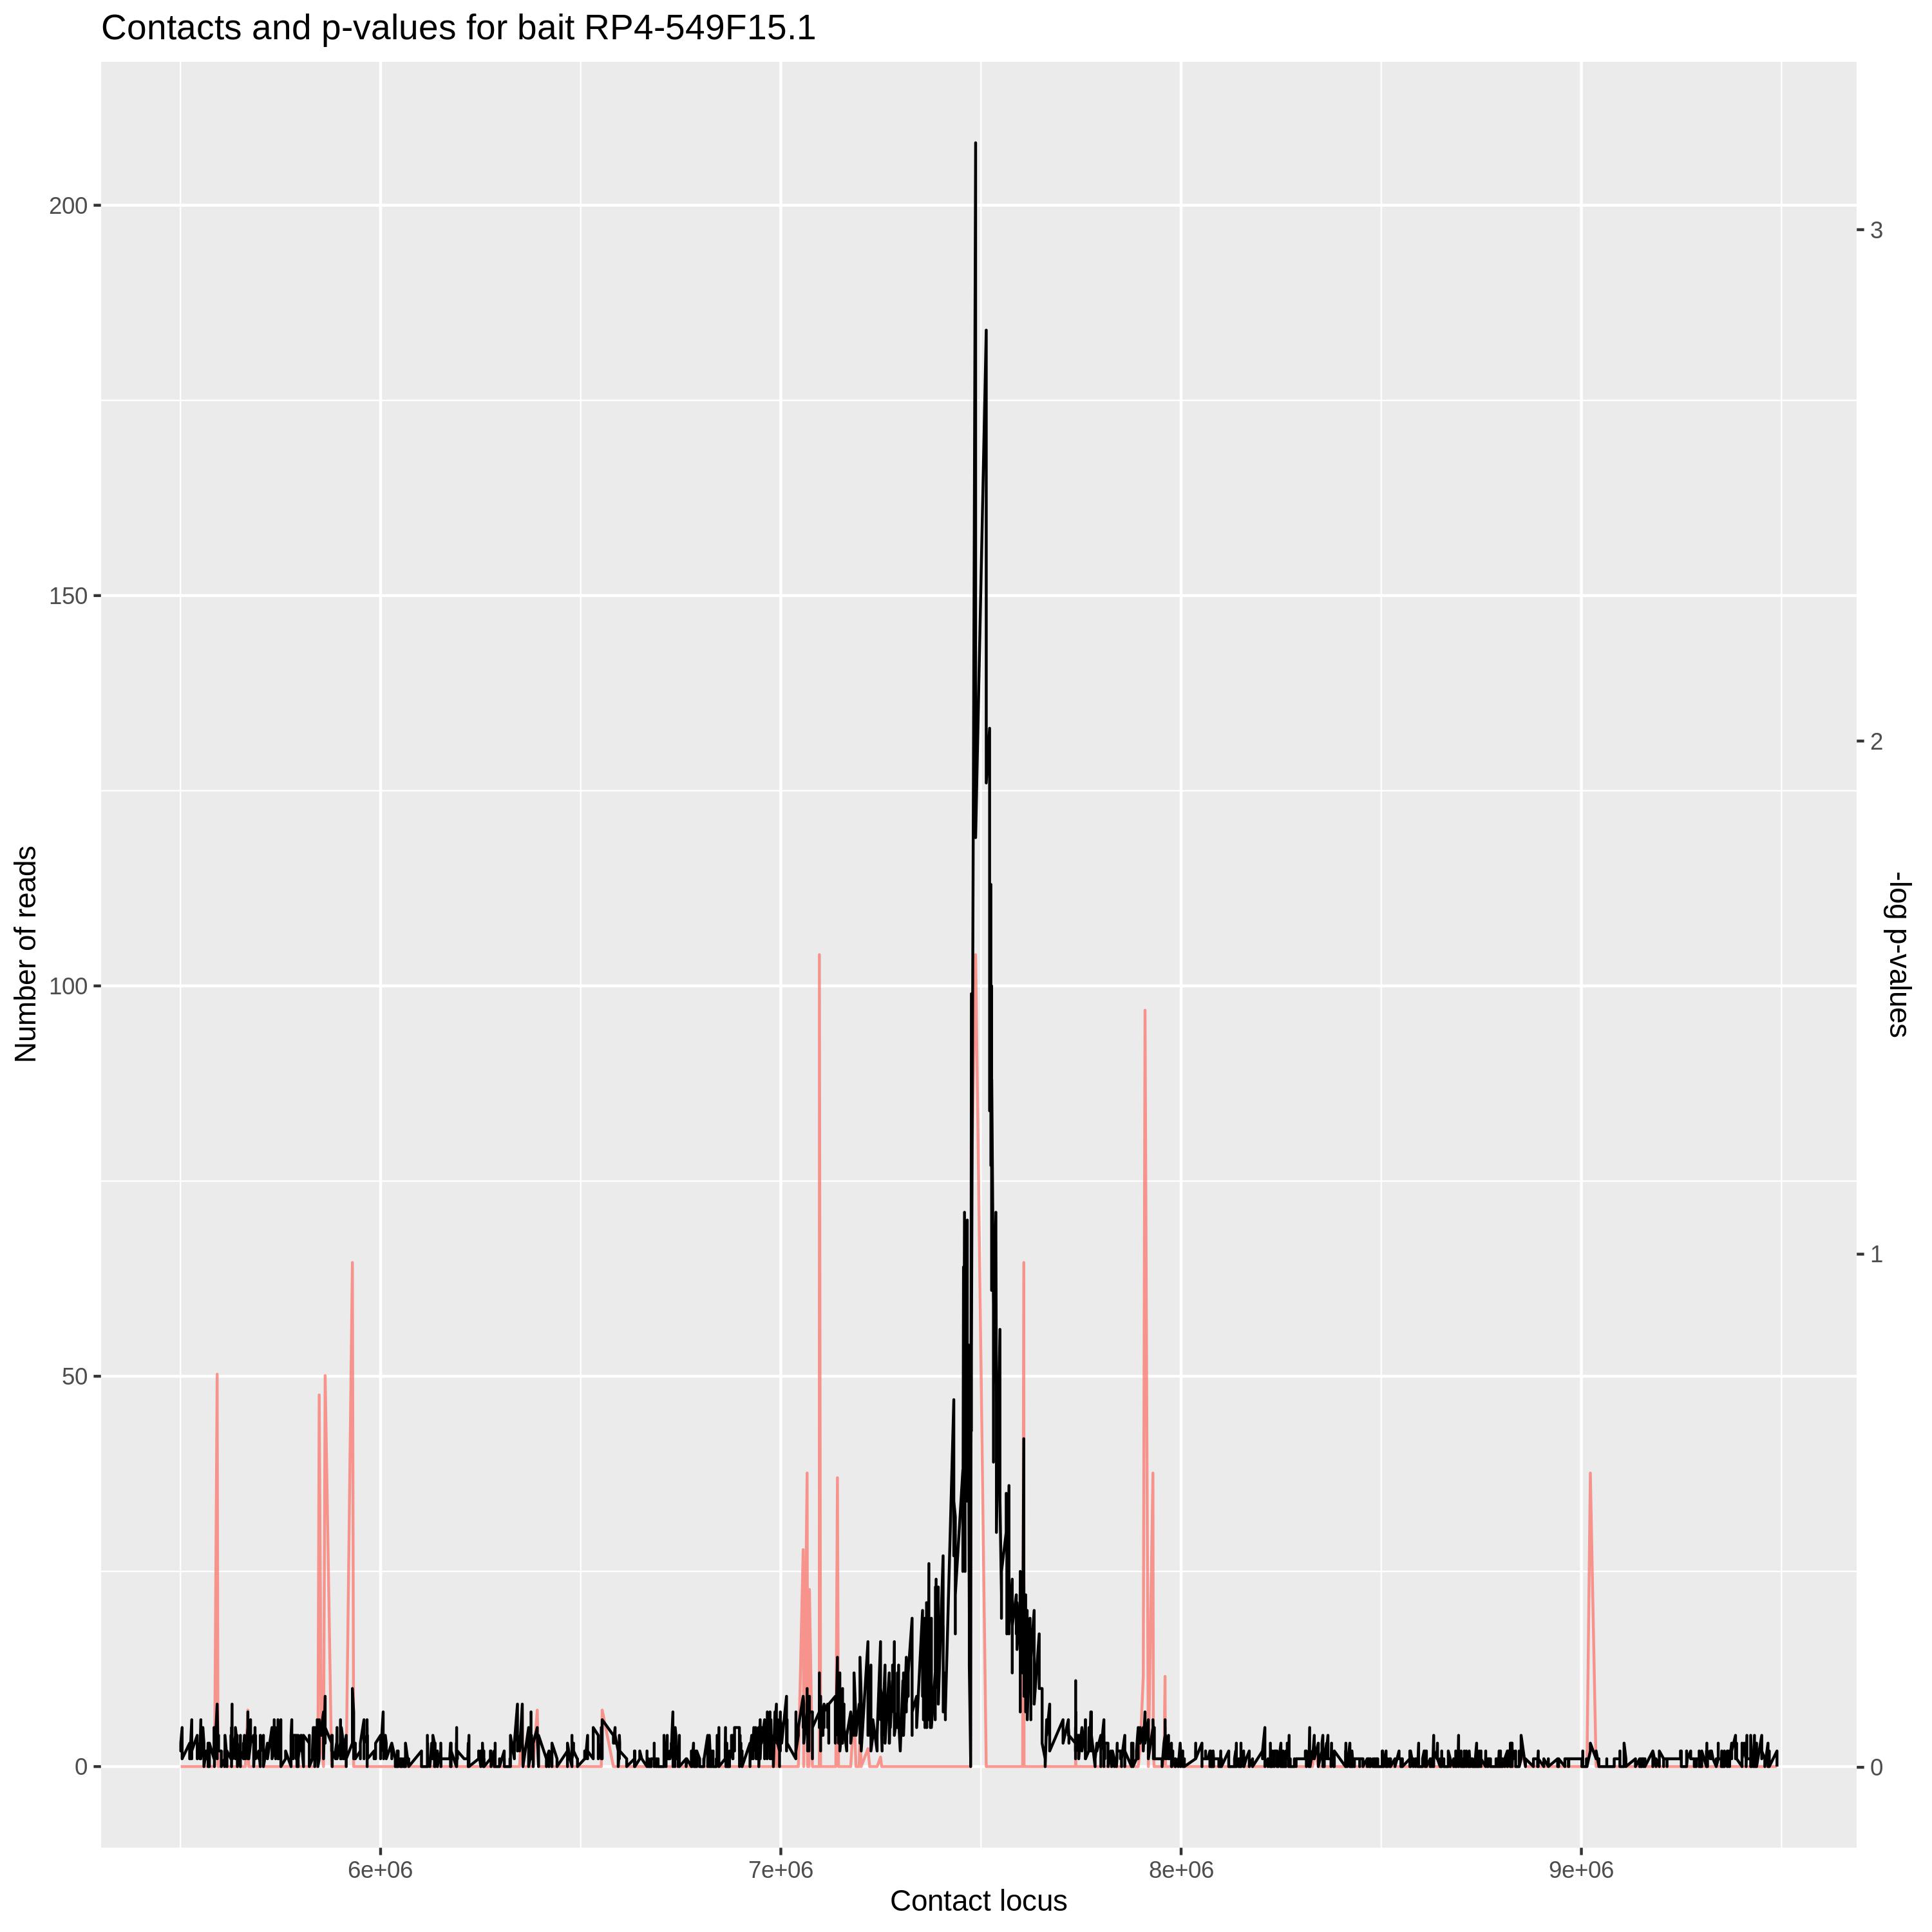 Contacts and p-values for bait RP4-549F15.1
200
150
100
50
0
Number of reads
3
2
1
0
-log p-values
6e+06
7e+06
8e+06
9e+06
Contact locus